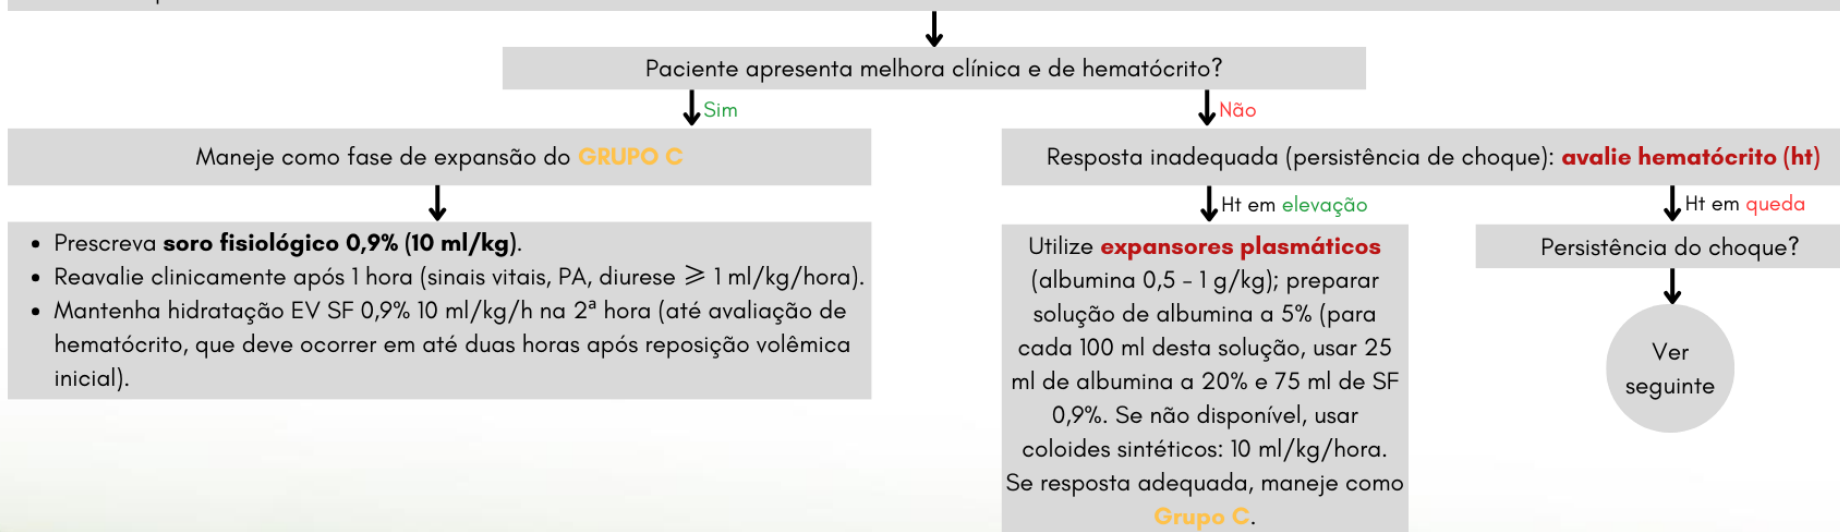 Paciente apresenta melhora clínica e de hematócrito?
Sim
Não
Maneje como fase de expansão do GRUPO C
Resposta inadequada (persistência de choque): avalie hematócrito (ht)
Ht em elevação
Ht em queda
• Prescreva soro fisiológico 0,9% (10 ml/kg).
• Reavalie clinicamente após 1 hora (sinais vitais, PA, diurese ⩾ 1 ml/kg/hora).
• Mantenha hidratação EV SF 0,9% 10 ml/kg/h na 2ª hora (até avaliação de
hematócrito, que deve ocorrer em até duas horas após reposição volêmica
inicial).
Utilize expansores plasmáticos
(albumina 0,5 - 1 g/kg); preparar
solução de albumina a 5% (para
cada 100 ml desta solução, usar 25
ml de albumina a 20% e 75 ml de SF
0,9%. Se não disponível, usar
coloides sintéticos: 10 ml/kg/hora.
Se resposta adequada, maneje como
Grupo C.
Persistência do choque?
Ver
seguinte